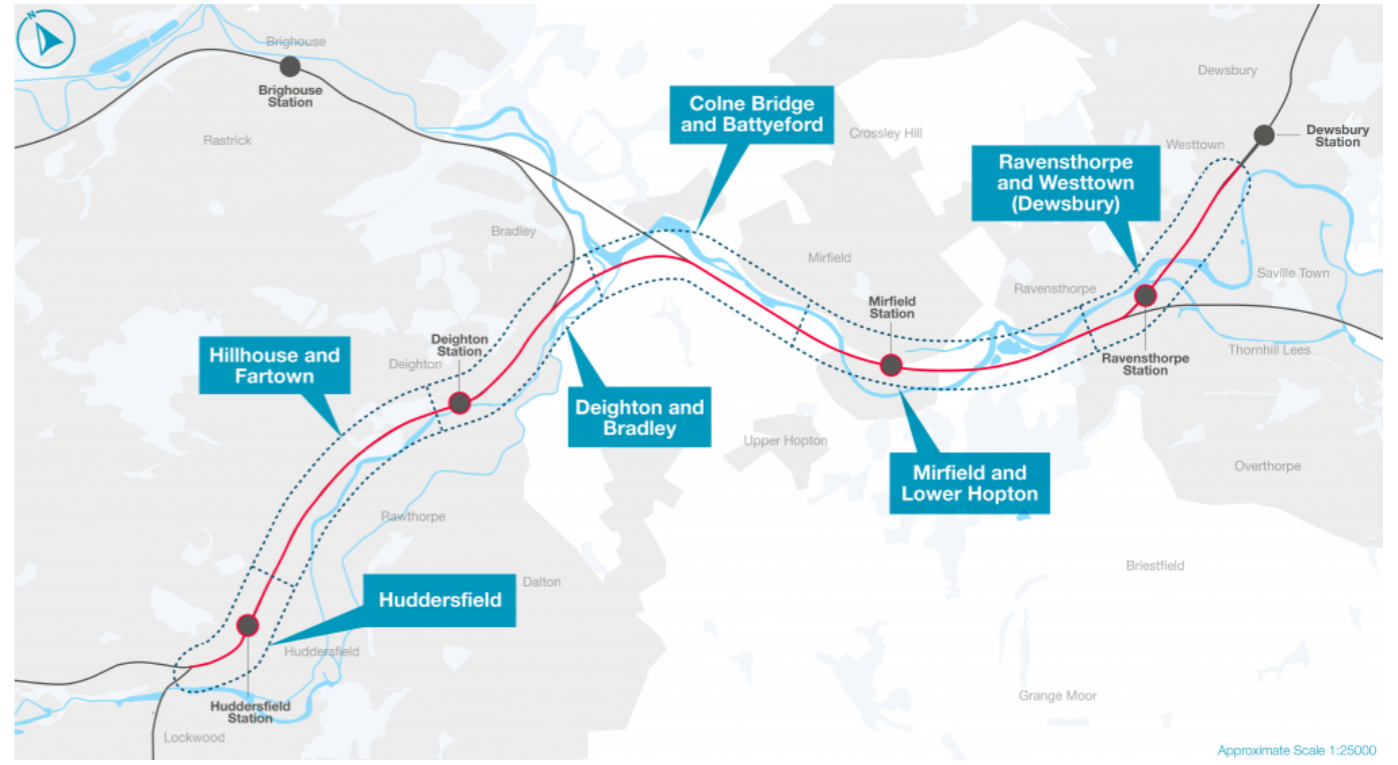 N
Brighouse
Brighouse
Station
Rastrick
Colne Bridge
and Battyeford
Crossley Hill
Dewsbury
Dewsbury
Station
Westtown
Ravensthorpe
and Westtown
(Dewsbury)
Bradley
Mirfield
Saville Town
Ravensthorpe
Mirfield
Station
Deighton
Station
Hillhouse and
Fartown
Deighton
Ravensthorpe
Station
Thornhill Lees
Deighton and
Bradley
Upper Hopton
Mirfield and
Lower Hopton
Overthorpe
Rawthorpe
Briestfield
Dalton
Huddersfield
Huddersfield
Grange Moor
Huddersfield
Station
Lockwood
Approximate Scale 1:25000